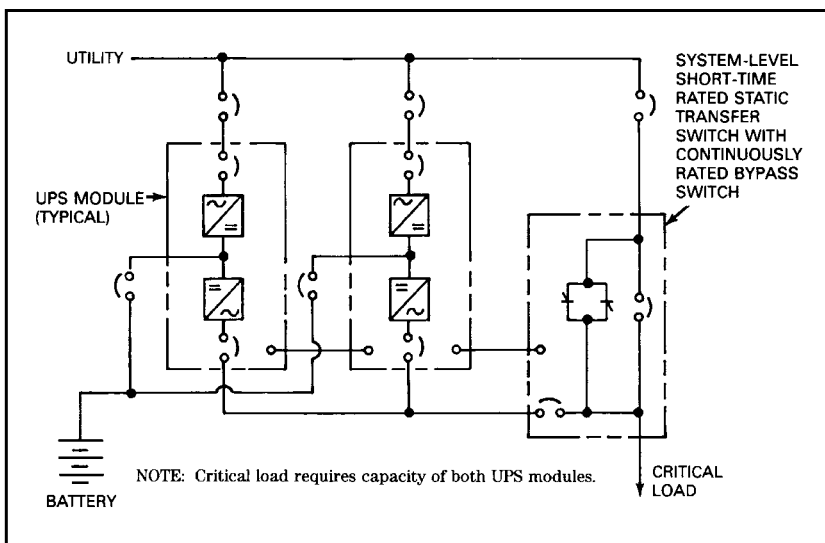 UTILITY
SYSTEM-LEVEL
SHORT-TIME
RATED STATIC
TRANSFER
SWITCH WITH
CONTINUOUSLY
RATED BYPASS
SWITCH
UPS MODULE
(TYPICAL)
NOTE: Critical load requires capacity of both UPS modules.
BATTERY
CRITICAL
LOAD